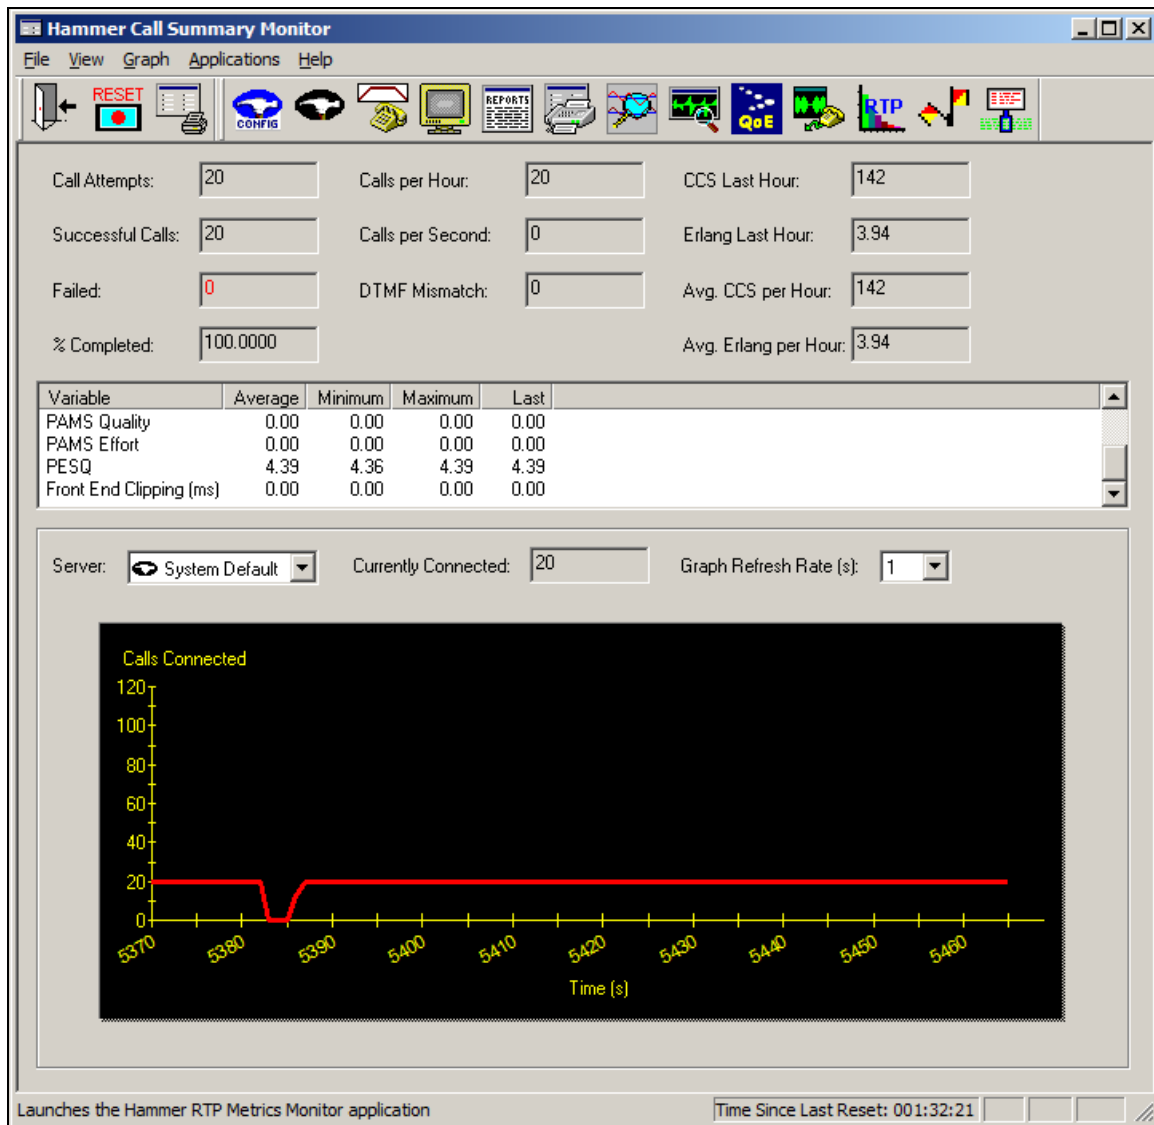 Hammer Call Summary Monitor
File View Graph Applications Help
RESET CONFIG REPORTS QoE RTP
Call Attempts: 20 Calls per Hour: 20 CCS Last Hour: 142
Successful Calls: 20 Calls per Second: 0 Erlang Last Hour: 3.94
Failed: 0 DTMF Mismatch: 0 Avg. CCS per Hour: 142
% Completed: 100.0000 Avg. Erlang per Hour: 3.94
Variable Average Minimum Maximum Last
PAMS Quality 0.00 0.00 0.00 0.00
PAMS Effort 0.00 0.00 0.00 0.00
PESQ 4.39 4.36 4.39 4.39
Front End Clipping (ms) 0.00 0.00 0.00 0.00
Server: System Default Currently Connected: 20 Graph Refresh Rate (s): 1
Calls Connected
120
100
80
60
40
20
0
5370 5380 5390 5400 5410 5420 5430 5440 5450 5460
Time (s)
Launches the Hammer RTP Metrics Monitor application Time Since Last Reset: 001:32:21